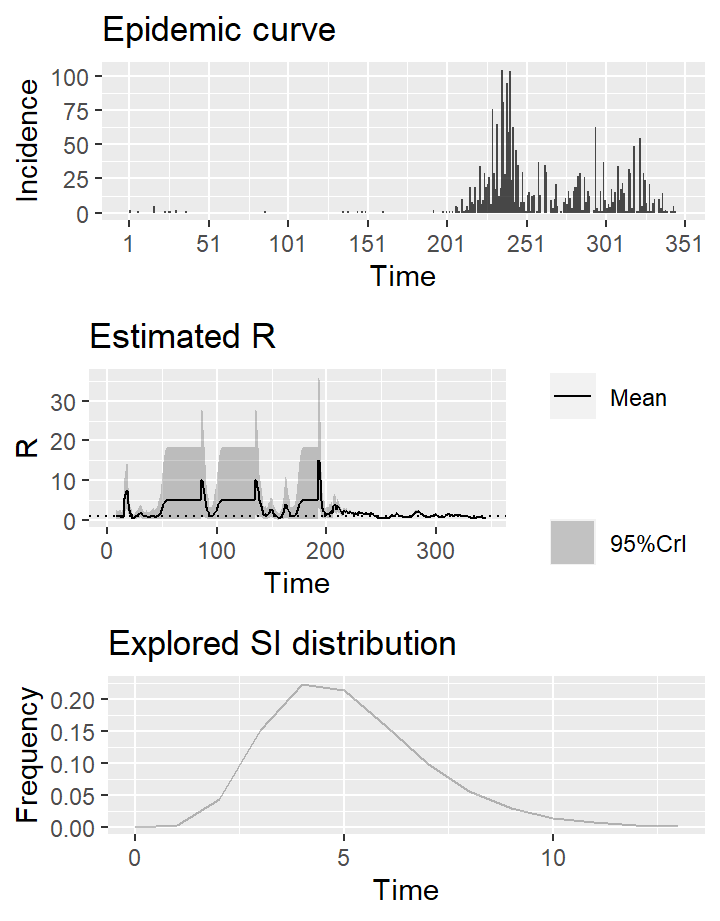 Epidemic curve
Incidence
100
75
50
25
0
1 51 101 151 201 251 301 351
Time
Estimated R
R
30
20
10
0
0 100 200 300
Time
Mean
95%CrI
Explored SI distribution
Frequency
0.20
0.15
0.10
0.05
0.00
0 5 10
Time